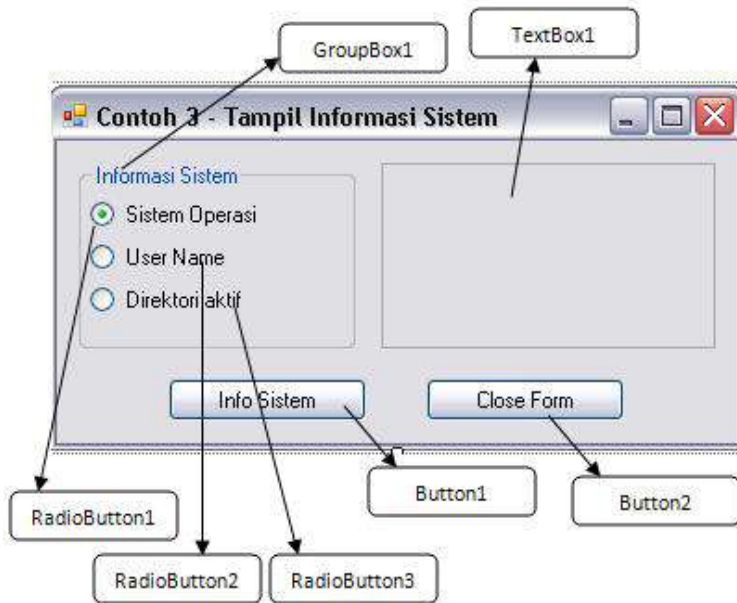 GroupBox1
TextBox1
Contoh 3 - Tampil Informasi Sistem
Informasi Sistem
Sistem Operasi
User Name
Direktori aktif
Info Sistem
Close Form
Button1
Button2
RadioButton1
RadioButton2
RadioButton3